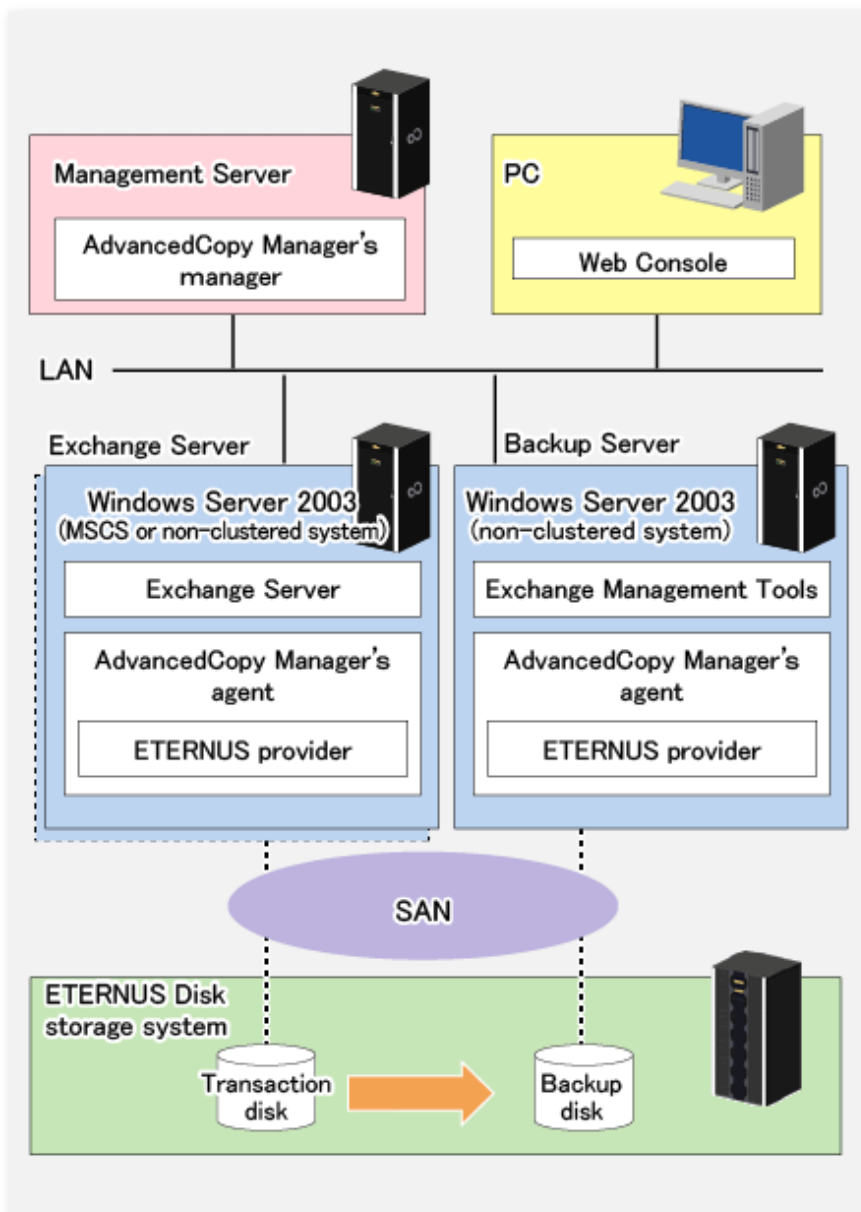 Management Server
AdvancedCopy Manager's
manager
PC
Web Console
LAN
Exchange Server
Windows Server 2003
(MSCS or non-clustered system)
Exchange Server
AdvancedCopy Manager's
agent
ETERNUS provider
Backup Server
Windows Server 2003
(non-clustered system)
Exchange Management Tools
AdvancedCopy Manager's
agent
ETERNUS provider
SAN
ETERNUS Disk
storage system
Transaction
disk
Backup
disk